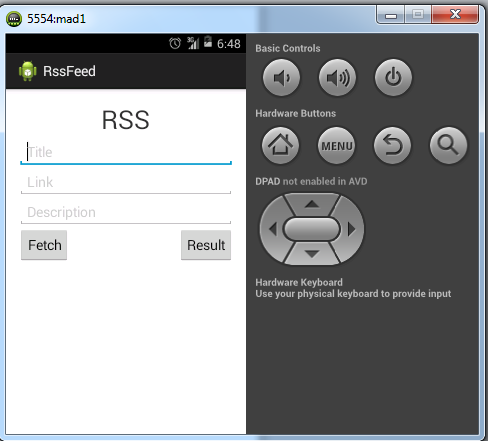 5554:mad1
6:48
RssFeed
RSS
Title
Link
Description
Fetch Result
Basic Controls
Hardware Buttons
MENU
DPAD not enabled in AVD
Hardware Keyboard
Use your physical keyboard to provide input